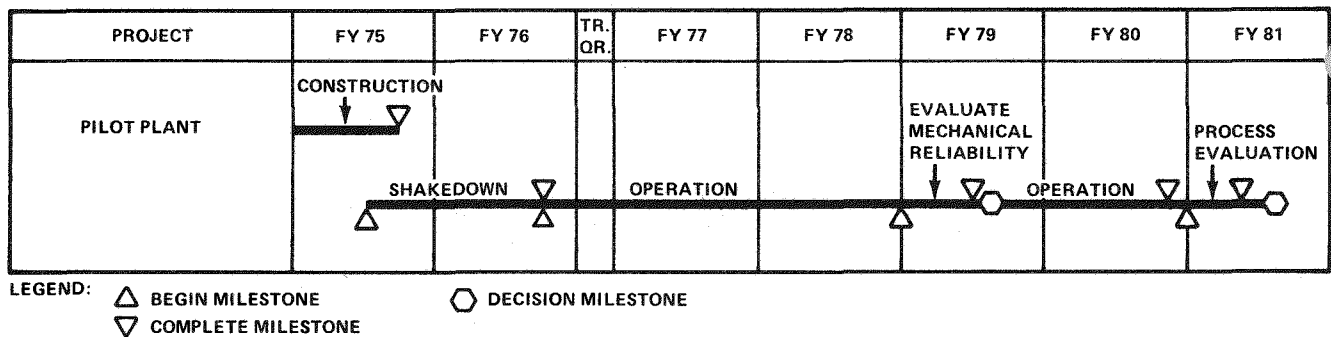 PROJECT FY 75 FY 76 TR. QR. FY 77 FY 78 FY 79 FY 80 FY 81
CONSTRUCTION
PILOT PLANT
EVALUATE
MECHANICAL
RELIABILITY
PROCESS
EVALUATION
SHAKEDOWN OPERATION OPERATION
LEGEND:
BEGIN MILESTONE DECISION MILESTONE
COMPLETE MILESTONE